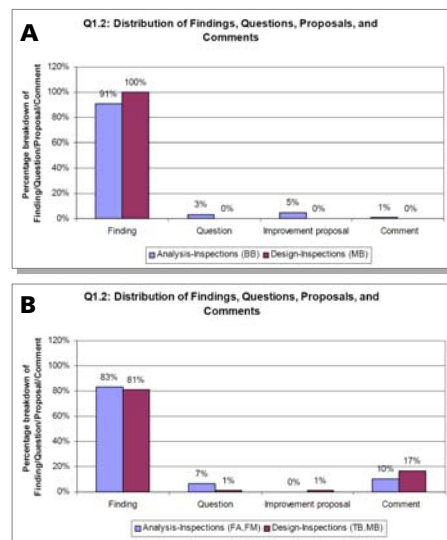 A
Q1.2: Distribution of Findings, Questions, Proposals, and
Comments
Percentage breakdown of
Finding/Question/Proposal/Comment
120%
100%
80%
60%
40%
20%
0%
91%
100%
3%
0%
5%
0%
1%
0%
Finding
Question
Improvement proposal
Comment
Analysis-Inspections (BB)
Design-Inspections (MB)
B
Q1.2: Distribution of Findings, Questions, Proposals, and
Comments
Percentage breakdown of
Finding/Question/Proposal/Comment
120%
100%
80%
60%
40%
20%
0%
83%
81%
7%
1%
0%
1%
10%
17%
Finding
Question
Improvement proposal
Comment
Analysis-Inspections (FA,FM)
Design-Inspections (TB,MB)